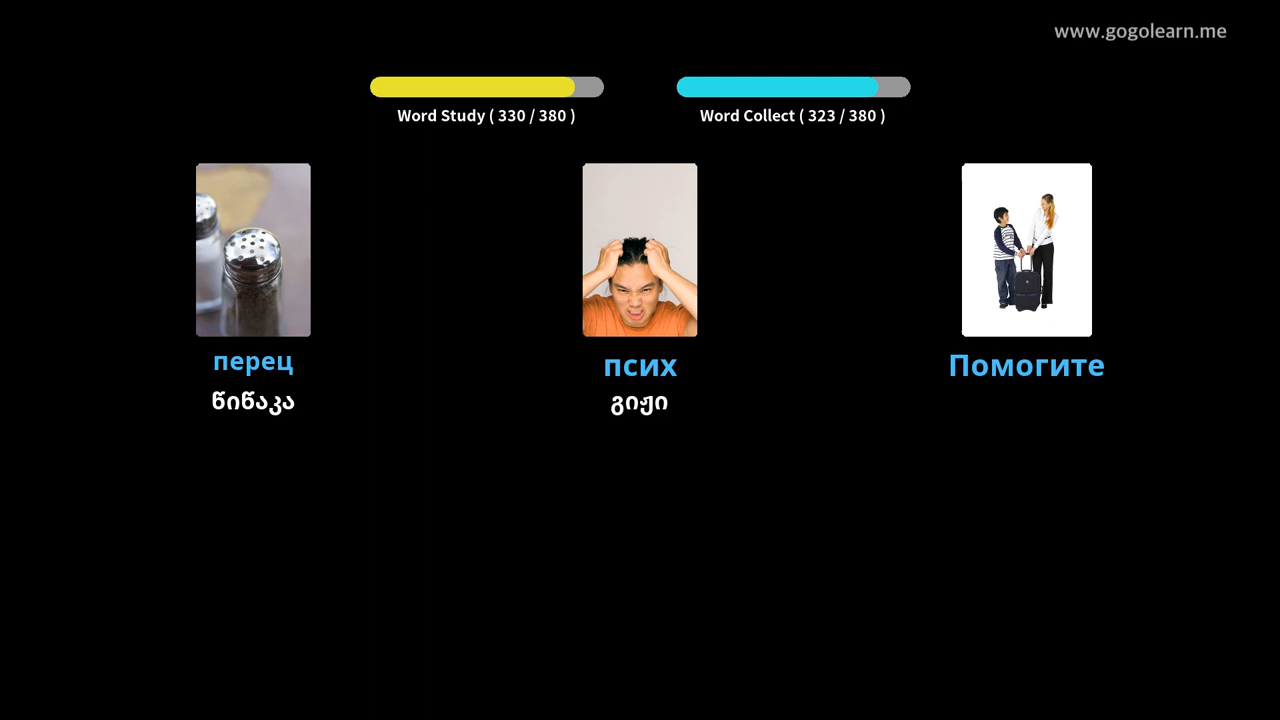 www.gogolearn.me
Word Study ( 330 / 380 )
Word Collect ( 323 / 380 )
перец
псих
Помогите
წიწაკა
გიჟი